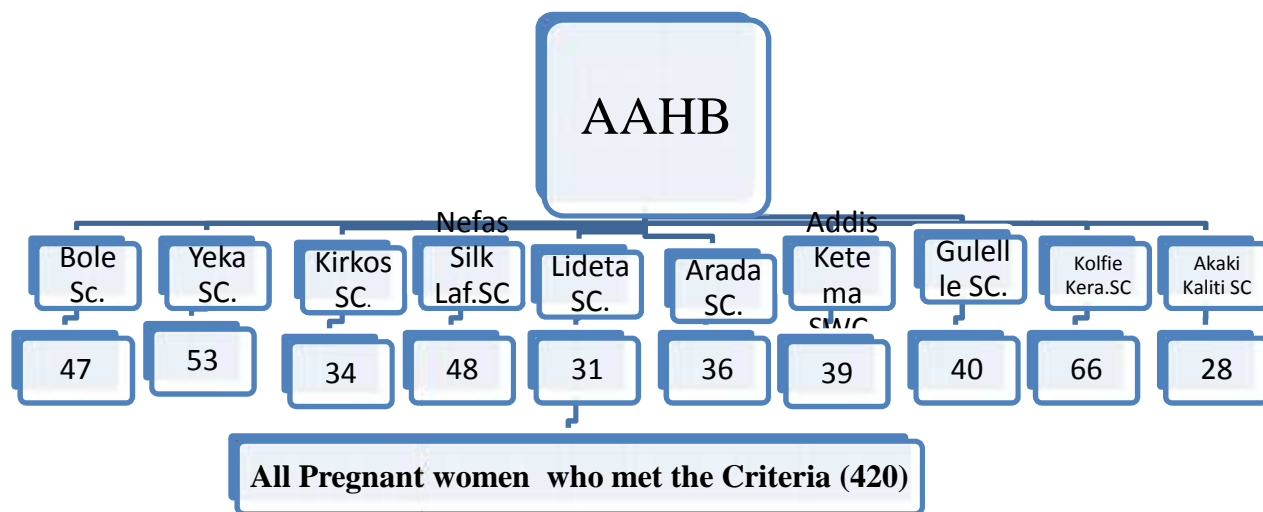 AAHB
Bole
Sc.
Yeka
SC.
Kirkos
SC.
Nefas
Silk
Laf.SC
Lideta
SC.
Arada
SC.
Addis
Kete
ma
SWC
Gulell
le SC.
Kolfie
Kera.SC
Akaki
Kaliti SC
47
53
34
48
31
36
39
40
66
28
All Pregnant women who met the Criteria (420)